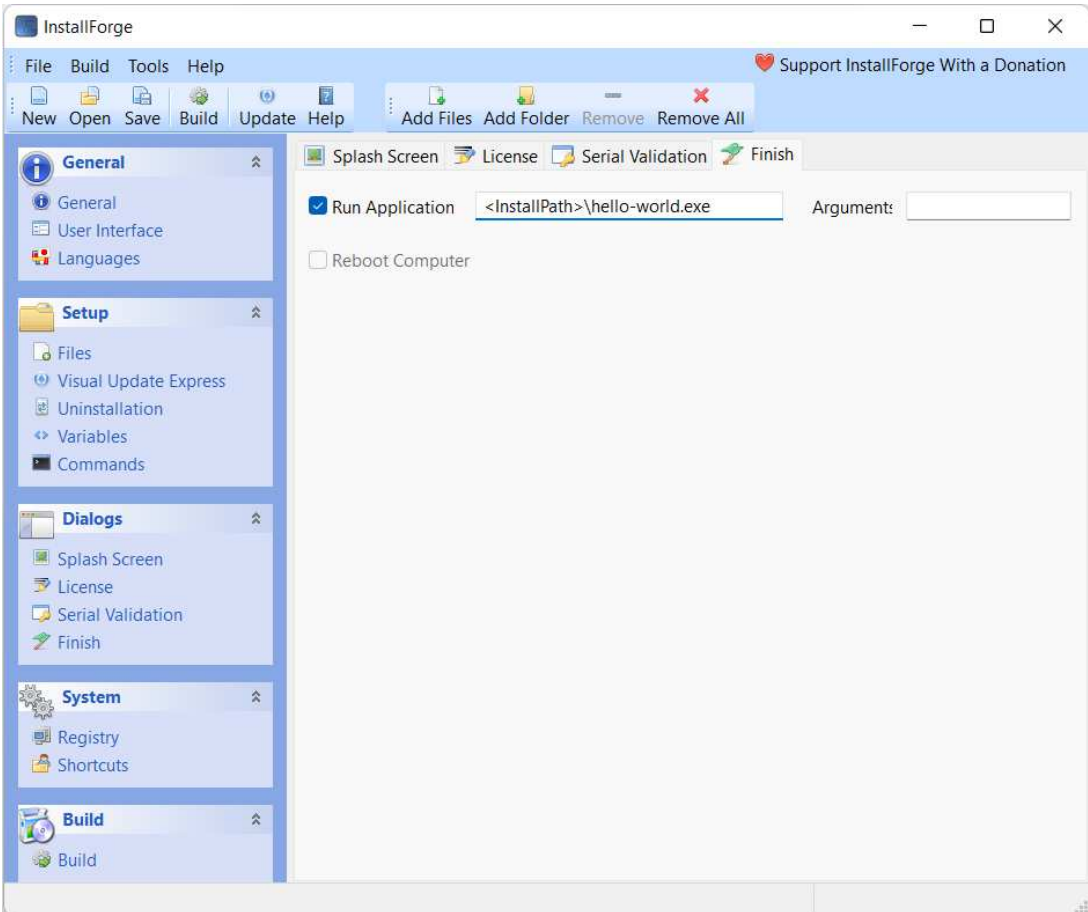 InstallForge
File Build Tools Help
Support InstallForge With a Donation
New Open Save Build Update Help
Add Files Add Folder Remove Remove All
General
General
User Interface
Languages
Setup
Files
Visual Update Express
Uninstallation
Variables
Commands
Dialogs
Splash Screen
License
Serial Validation
Finish
System
Registry
Shortcuts
Build
Build
Splash Screen License Serial Validation Finish
Run Application <InstallPath>\hello-world.exe Arguments
Reboot Computer